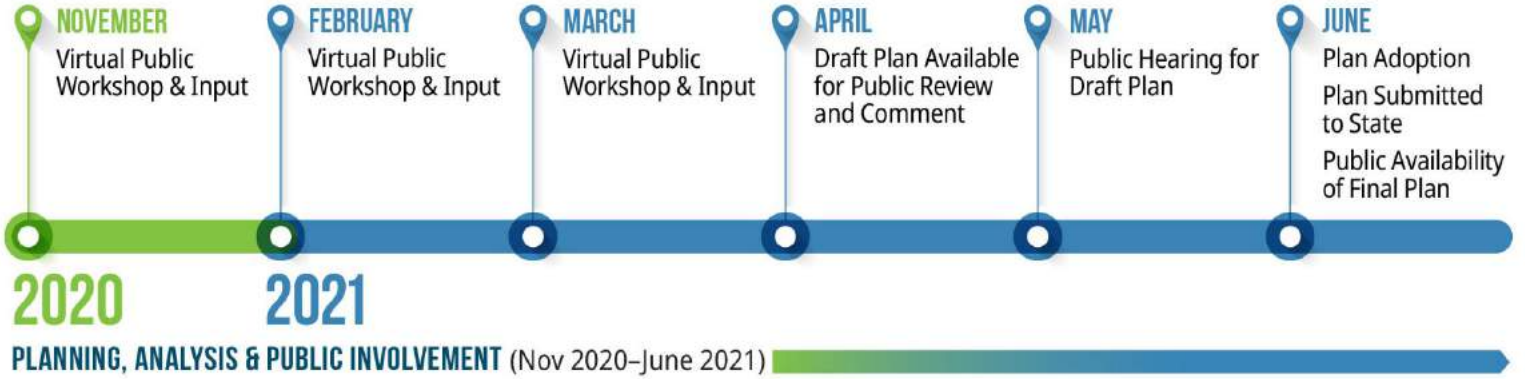 NOVEMBER
Virtual Public
Workshop & Input
FEBRUARY
Virtual Public
Workshop & Input
MARCH
Virtual Public
Workshop & Input
APRIL
Draft Plan Available
for Public Review
and Comment
MAY
Public Hearing for
Draft Plan
JUNE
Plan Adoption
Plan Submitted
to State
Public Availability
of Final Plan
2020
2021
PLANNING, ANALYSIS & PUBLIC INVOLVEMENT (Nov 2020–June 2021)